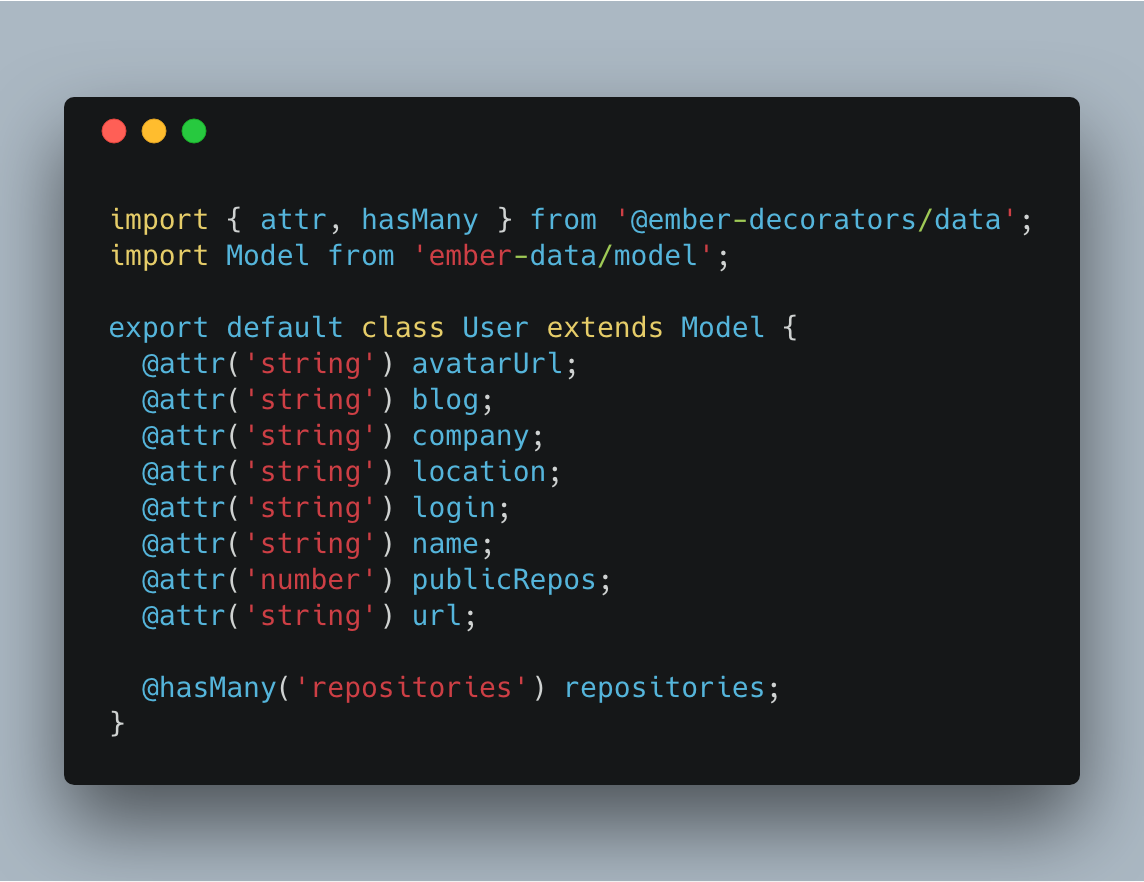 import { attr, hasMany } from '@ember-decorators/data';
import Model from 'ember-data/model';

export default class User extends Model {
  @attr('string') avatarUrl;
  @attr('string') blog;
  @attr('string') company;
  @attr('string') location;
  @attr('string') login;
  @attr('string') name;
  @attr('number') publicRepos;
  @attr('string') url;

  @hasMany('repositories') repositories;
}